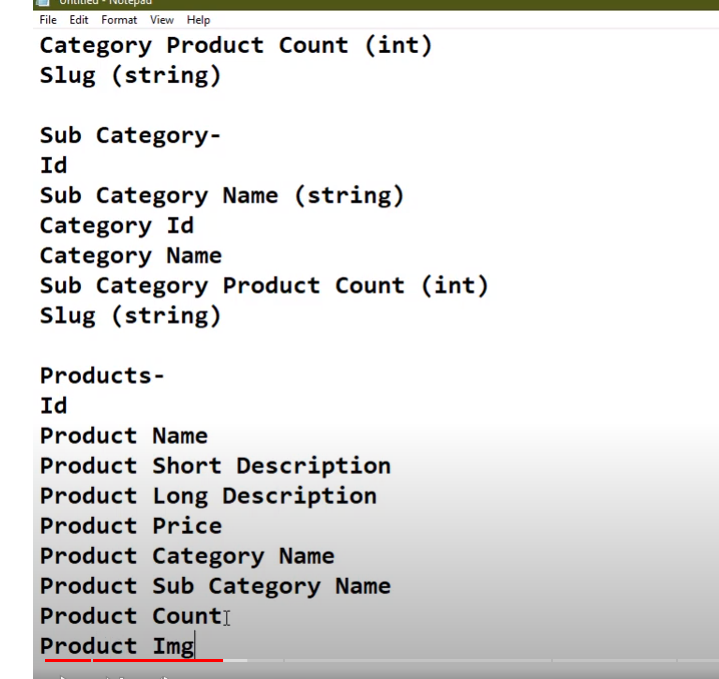 Untitled - Notepad
File Edit Format View Help
Category Product Count (int)
Slug (string)
Sub Category-
Id
Sub Category Name (string)
Category Id
Category Name
Sub Category Product Count (int)
Slug (string)
Products-
Id
Product Name
Product Short Description
Product Long Description
Product Price
Product Category Name
Product Sub Category Name
Product Count
Product Img